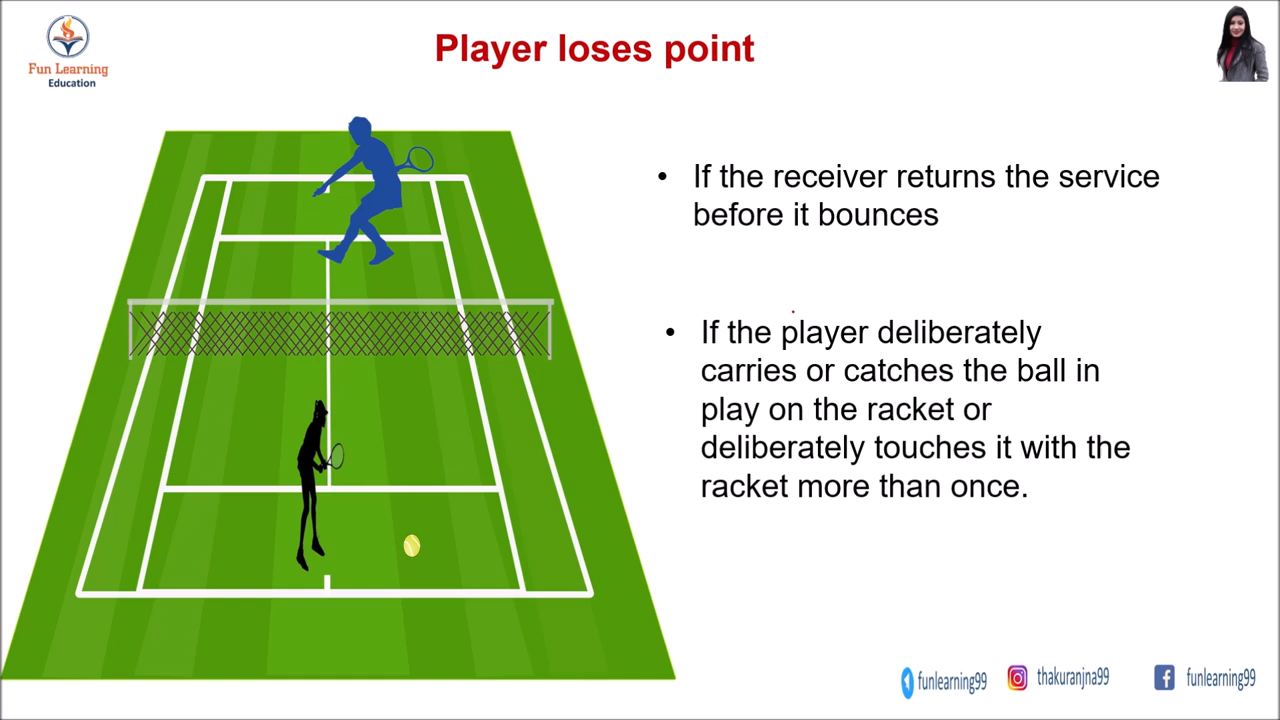 Fun Learning
Education
Player loses point
• If the receiver returns the service
before it bounces
• If the player deliberately
carries or catches the ball in
play on the racket or
deliberately touches it with the
racket more than once.
funlearning99
thakuranjna99
funlearning99